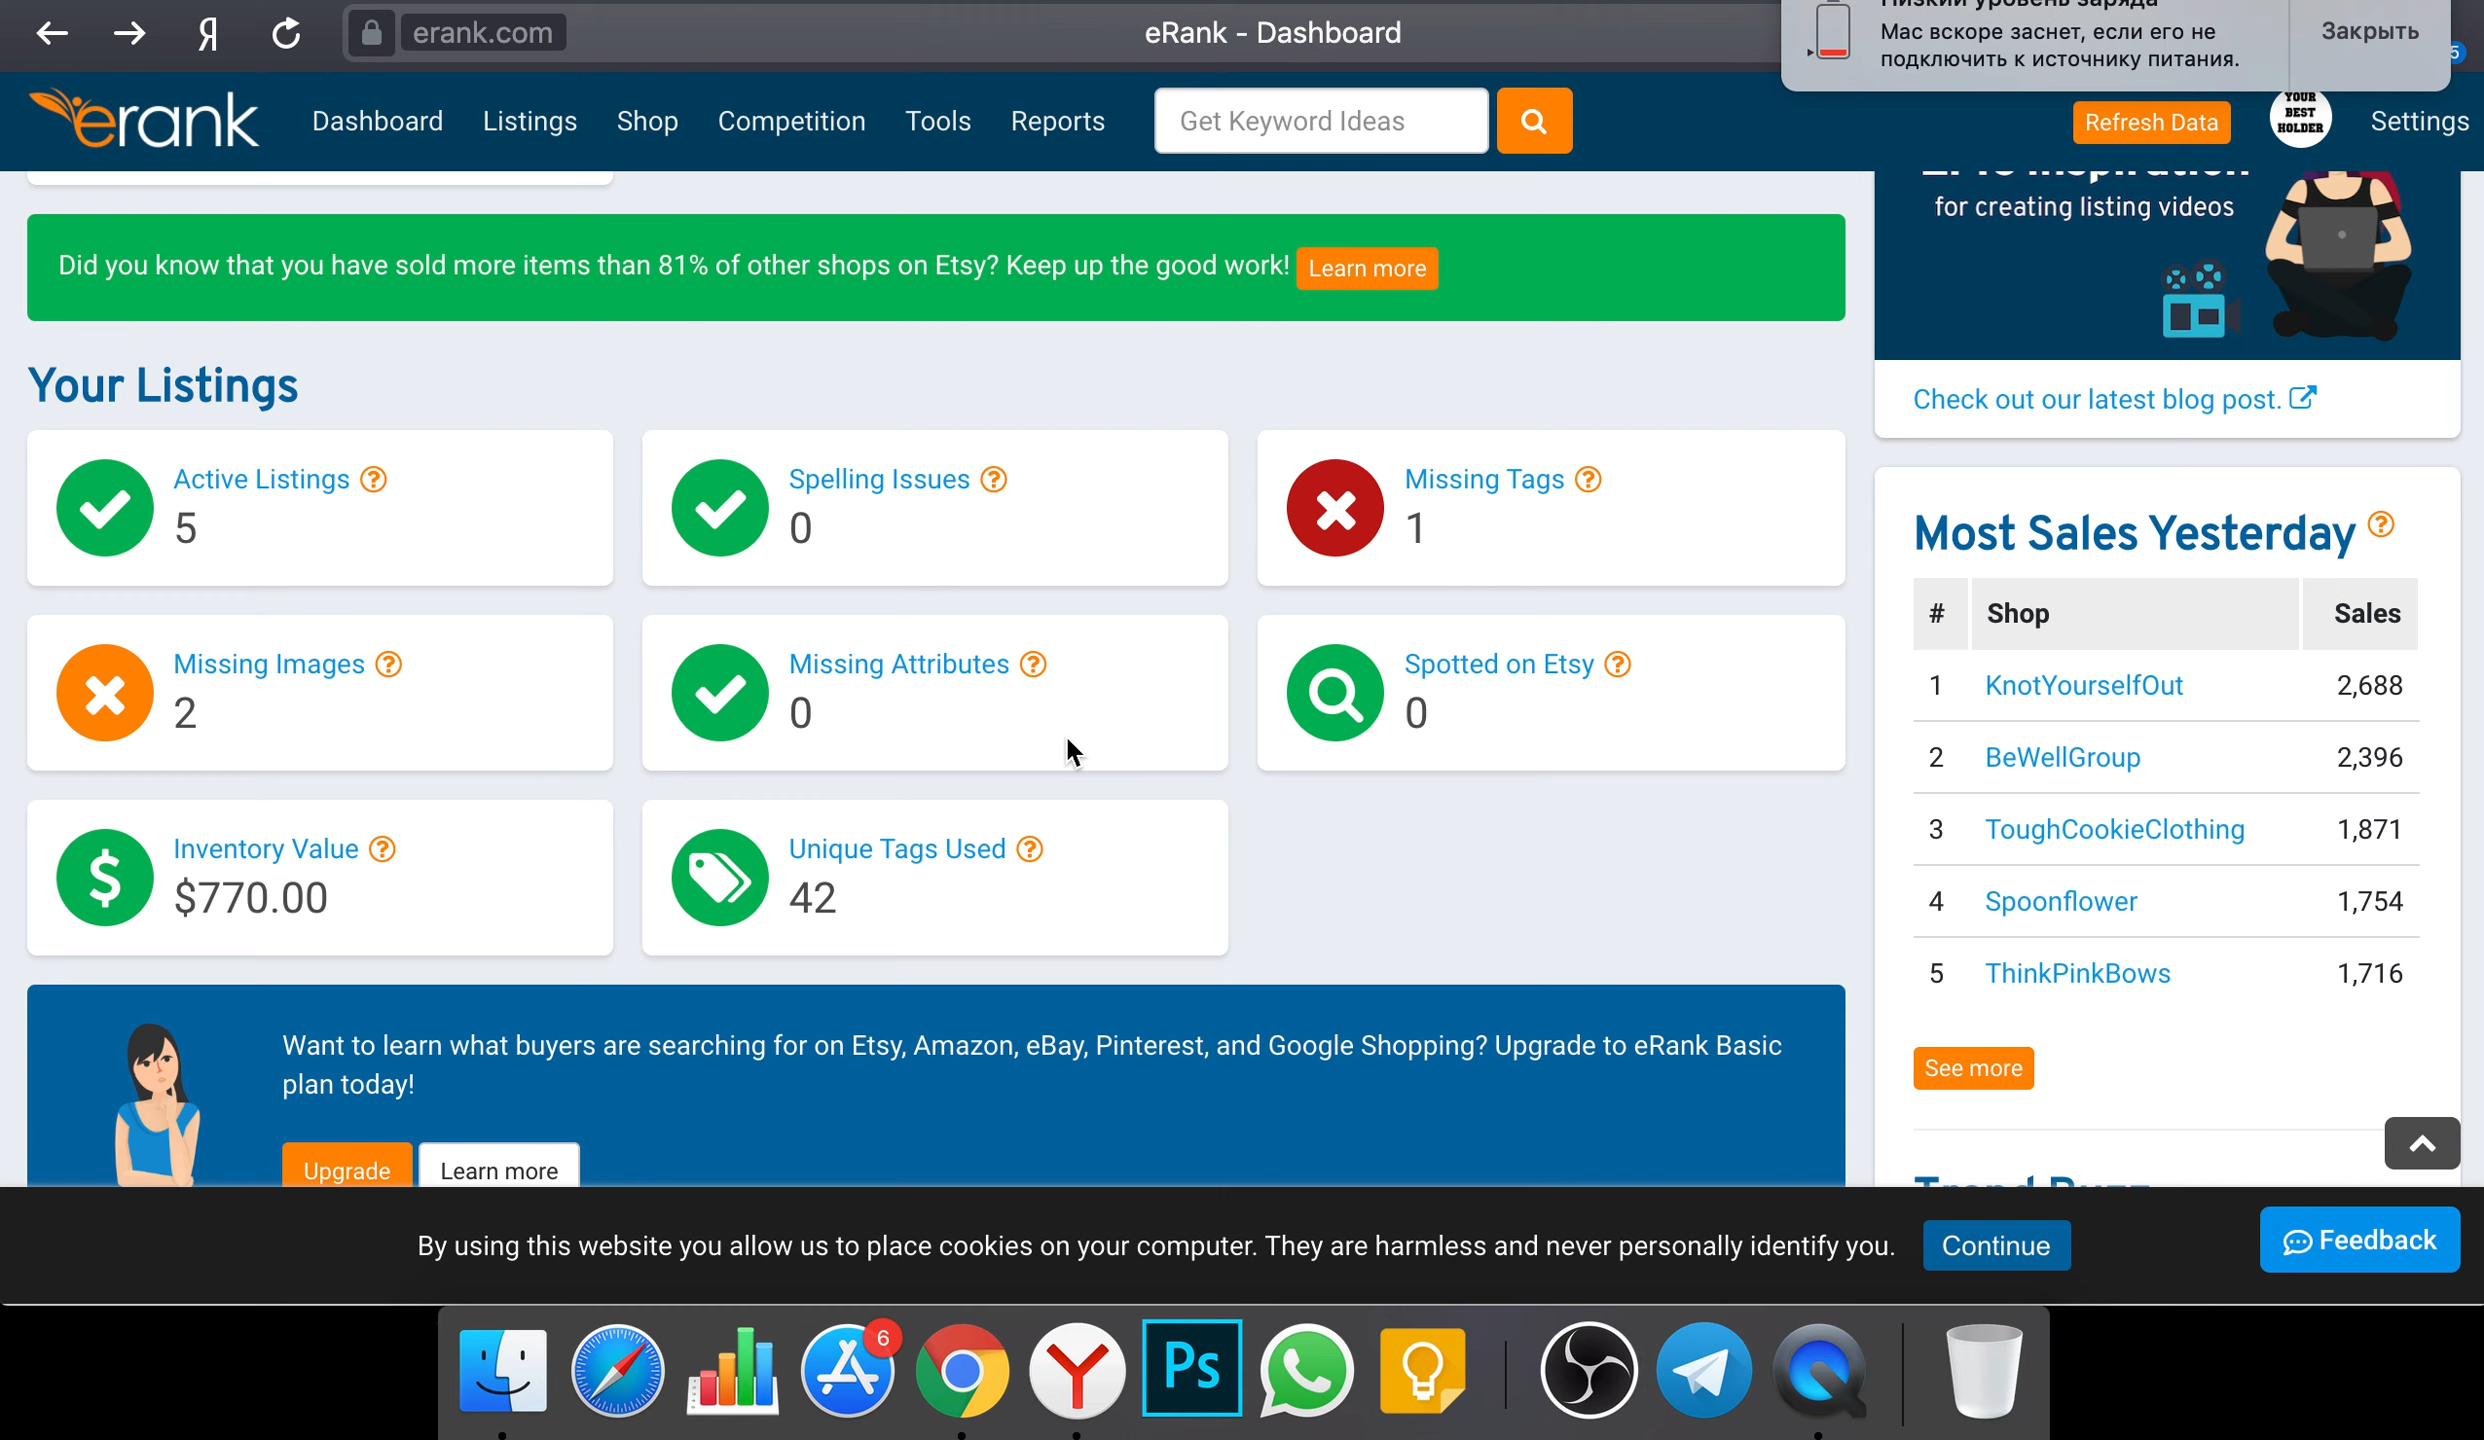 erank.com
eRank - Dashboard
Низкий уровень заряда
Mac вскоре заснет, если его не
подключить к источнику питания.
Закрыть
5
erank
Dashboard
Listings
Shop
Competition
Tools
Reports
Get Keyword Ideas
Refresh Data
YOUR
BEST
HOLDER
Settings
for creating listing videos
Did you know that you have sold more items than 81% of other shops on Etsy? Keep up the good work!
Learn more
Your Listings
Check out our latest blog post.
Active Listings
5
Spelling Issues
0
Missing Tags
1
Missing Images
2
Missing Attributes
0
Spotted on Etsy
0
Inventory Value
$770.00
Unique Tags Used
42
Most Sales Yesterday
# Shop Sales
1 KnotYourselfOut 2,688
2 BeWellGroup 2,396
3 ToughCookieClothing 1,871
4 Spoonflower 1,754
5 ThinkPinkBows 1,716
See more
Want to learn what buyers are searching for on Etsy, Amazon, eBay, Pinterest, and Google Shopping? Upgrade to eRank Basic
plan today!
Upgrade
Learn more
By using this website you allow us to place cookies on your computer. They are harmless and never personally identify you.
Continue
Feedback
6
Ps